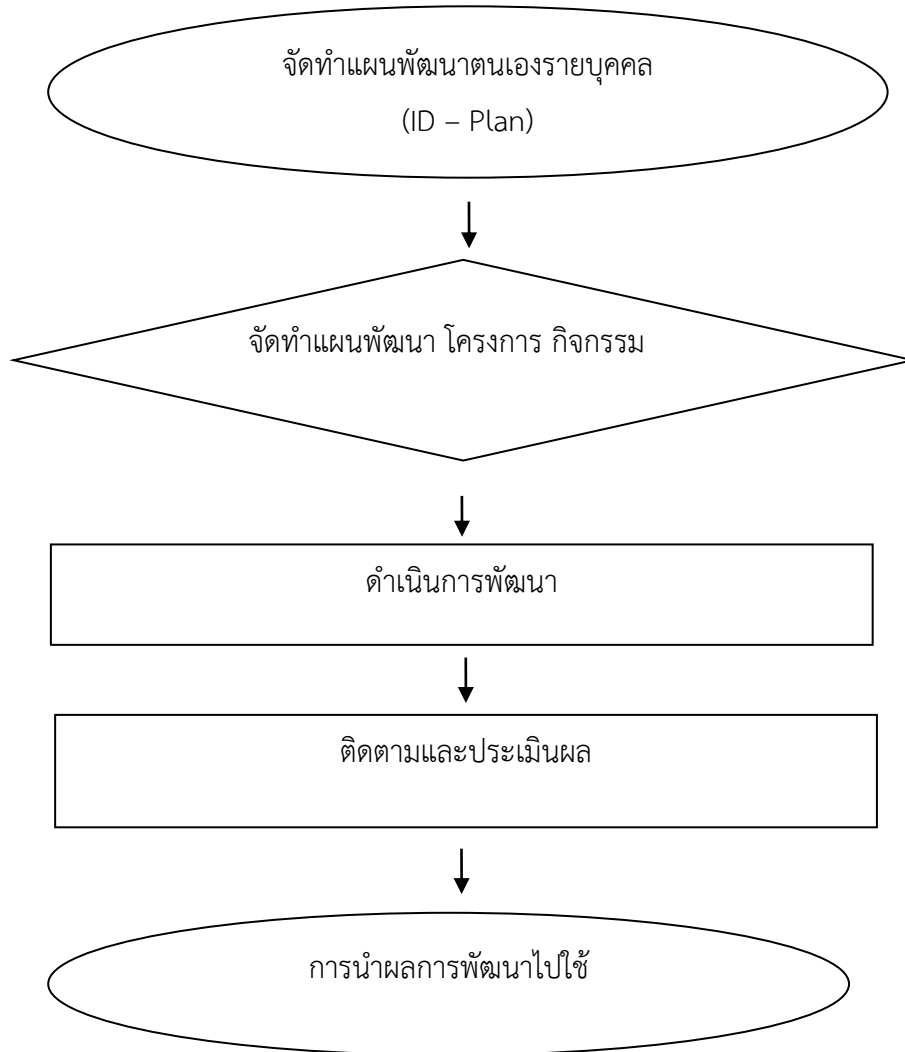 จัดทำแผนพัฒนาตนเองรายบุคคล
(ID – Plan)
จัดทำแผนพัฒนา โครงการ กิจกรรม
ดำเนินการพัฒนา
ติดตามและประเมินผล
การนำผลการพัฒนาไปใช้